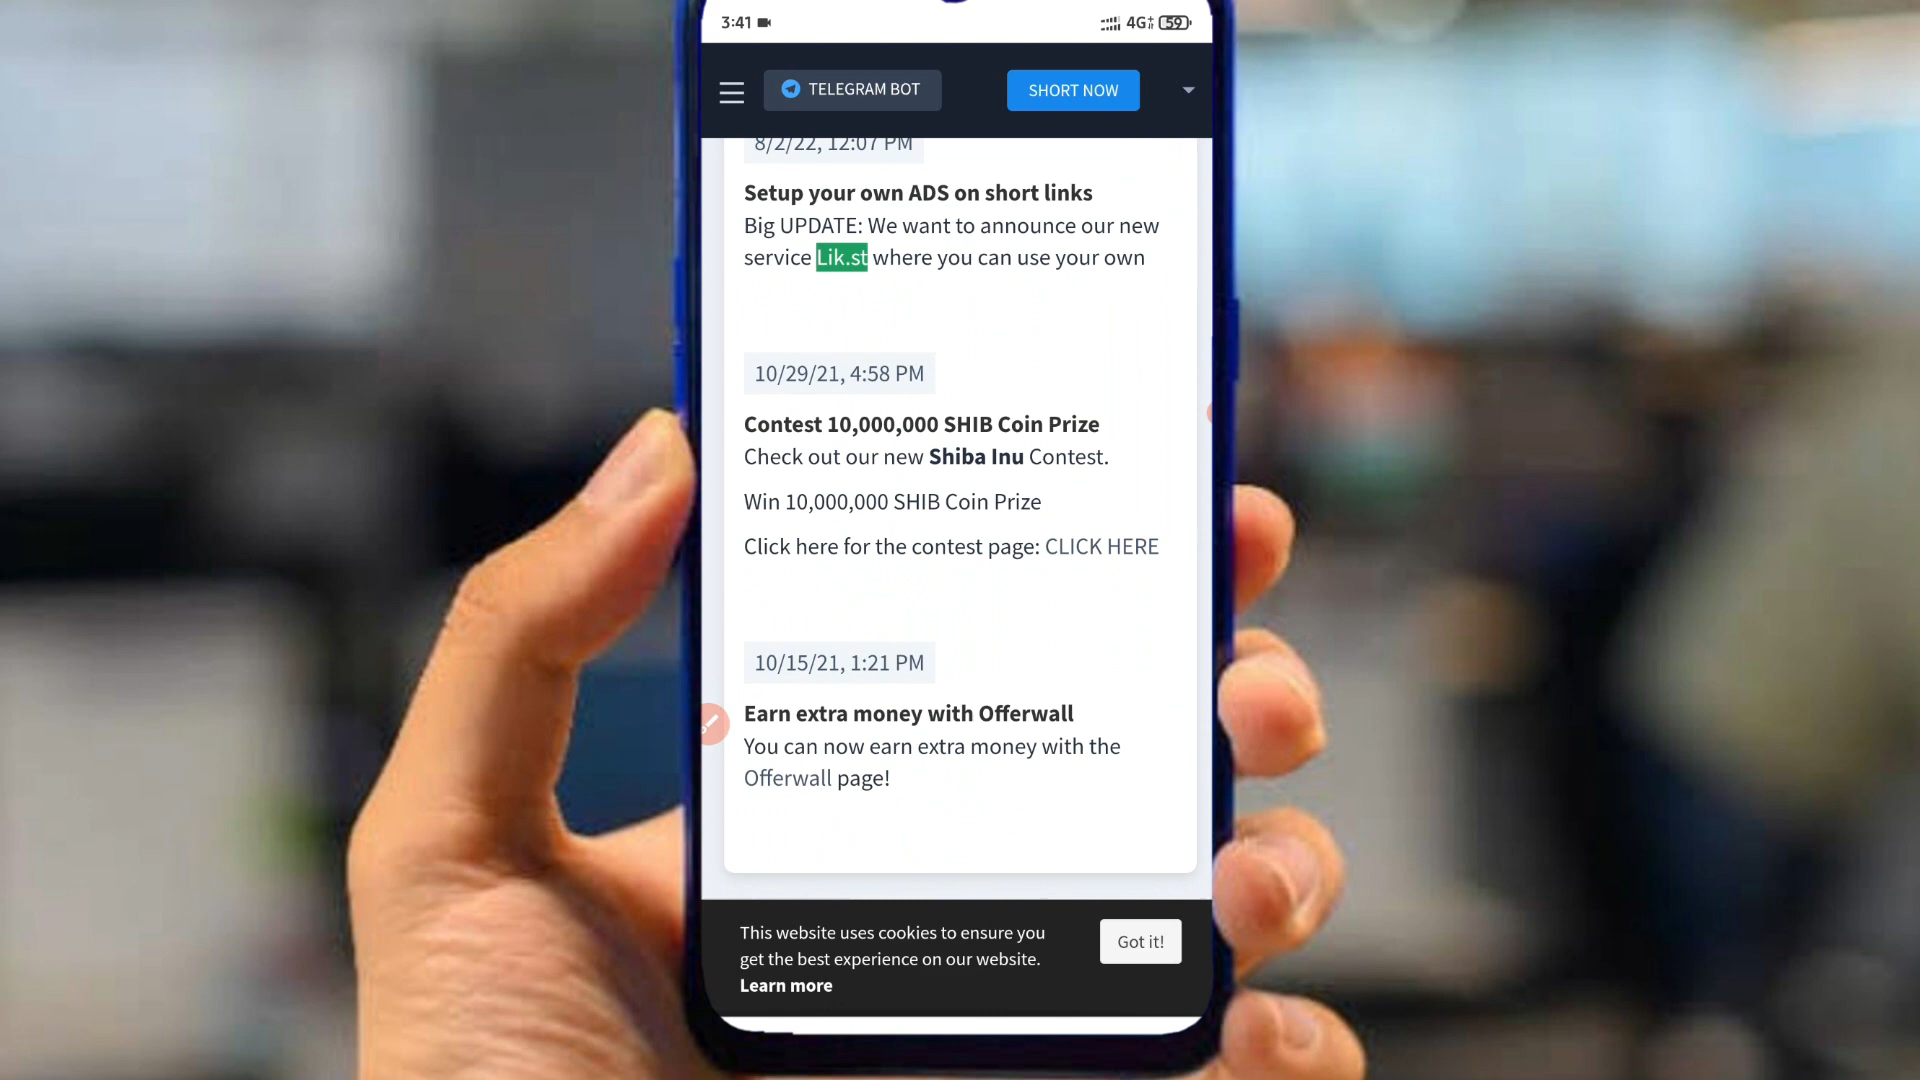 3:41 4G 59
TELEGRAM BOT SHORT NOW
8/2/22, 12:07 PM
Setup your own ADS on short links
Big UPDATE: We want to announce our new
service Lik.st where you can use your own
10/29/21, 4:58 PM
Contest 10,000,000 SHIB Coin Prize
Check out our new Shiba Inu Contest.
Win 10,000,000 SHIB Coin Prize
Click here for the contest page: CLICK HERE
10/15/21, 1:21 PM
Earn extra money with Offerwall
You can now earn extra money with the
Offerwall page!
This website uses cookies to ensure you
get the best experience on our website.
Learn more
Got it!